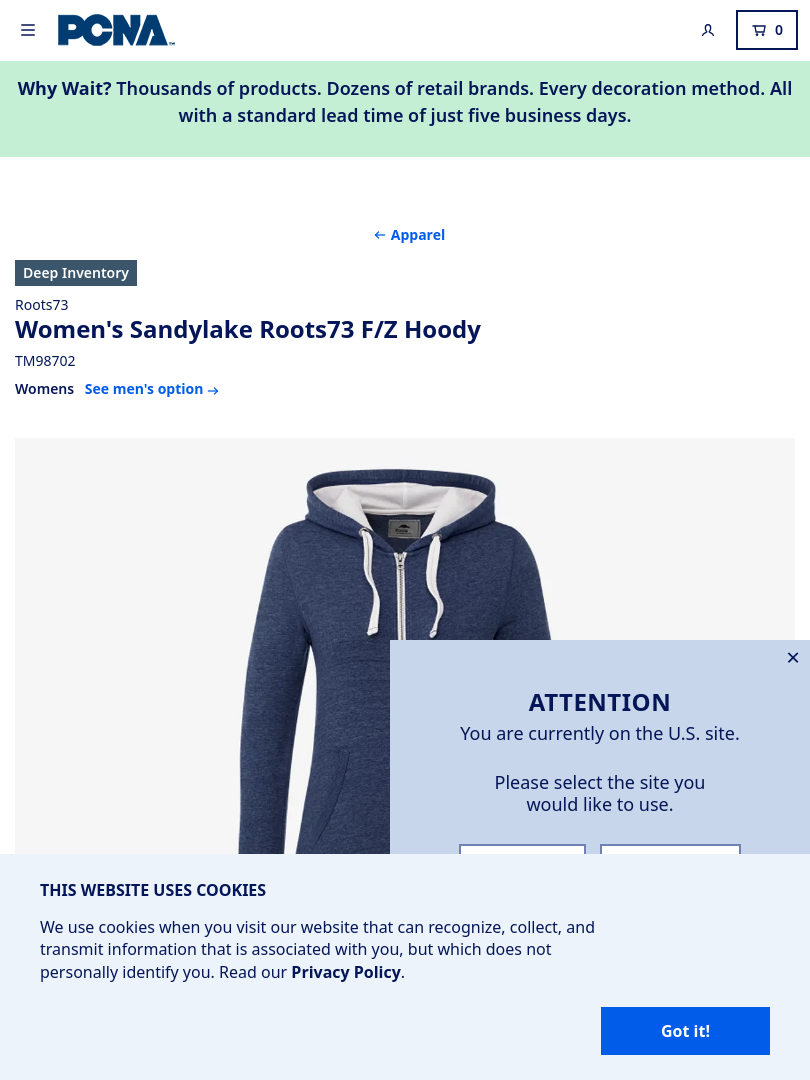 PCNA
0
Why Wait? Thousands of products. Dozens of retail brands. Every decoration method. All
with a standard lead time of just five business days.
← Apparel
Deep Inventory
Roots73
Women's Sandylake Roots73 F/Z Hoody
TM98702
Womens See men's option →
ATTENTION
You are currently on the U.S. site.
Please select the site you
would like to use.
THIS WEBSITE USES COOKIES
We use cookies when you visit our website that can recognize, collect, and
transmit information that is associated with you, but which does not
personally identify you. Read our Privacy Policy.
Got it!